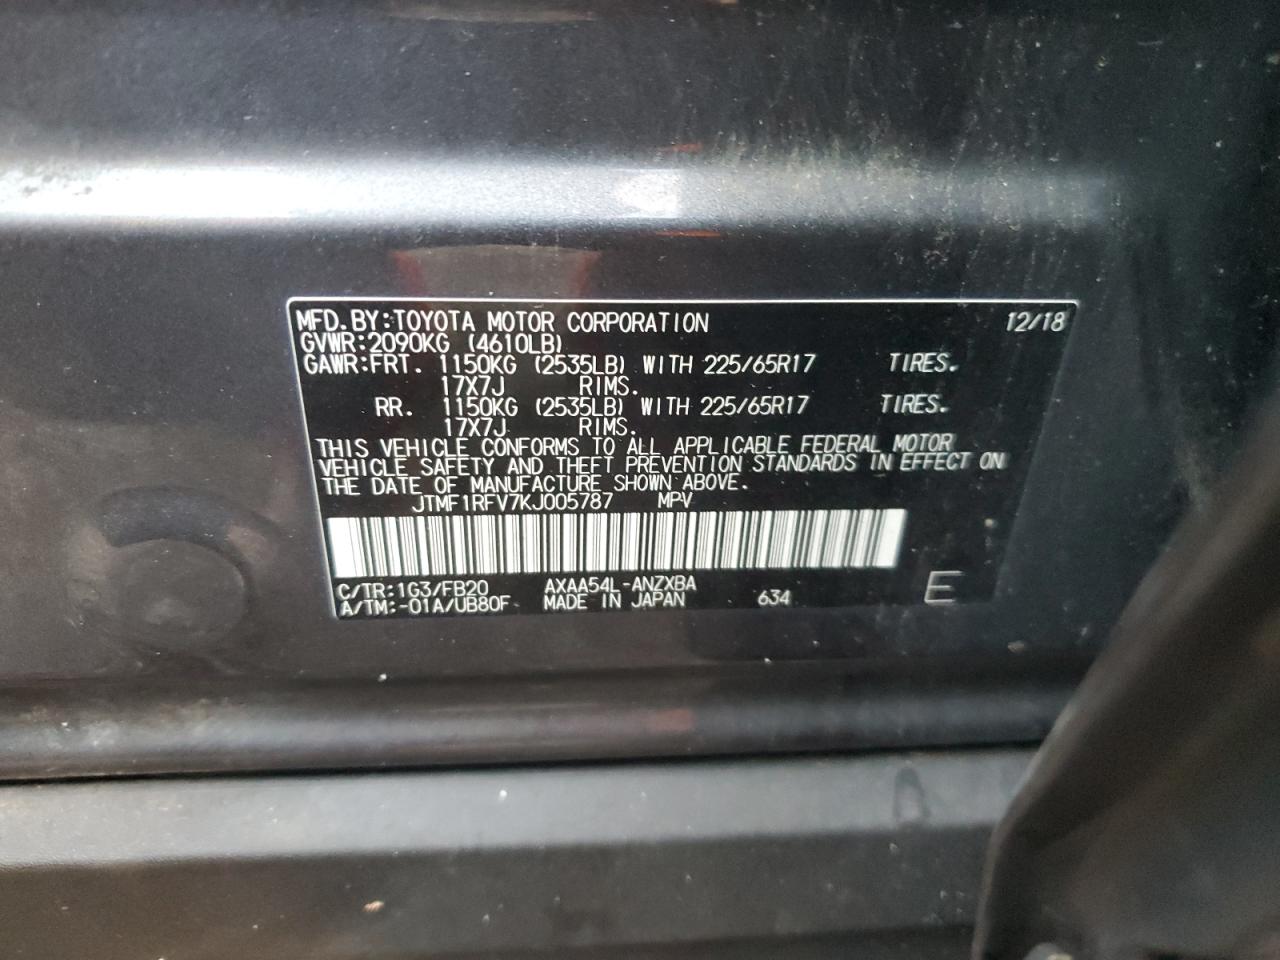 MFD.BY:TOYOTA MOTOR CORPORATION 12/18
GVWR:2090KG (4610LB)
GAWR:FRT. 1150KG (2535LB) WITH 225/65R17 TIRES.
17X7J RIMS.
RR. 1150KG (2535LB) WITH 225/65R17 TIRES.
17X7J RIMS.
THIS VEHICLE CONFORMS TO ALL APPLICABLE FEDERAL MOTOR
VEHICLE SAFETY AND THEFT PREVENTION STANDARDS IN EFFECT ON
THE DATE OF MANUFACTURE SHOWN ABOVE.
JTMF1RFV7KJ005787 MPV
C/TR:1G3/FB20 AXAA54L-ANZXBA
A/TM:-01A/UB80F MADE IN JAPAN 634 E